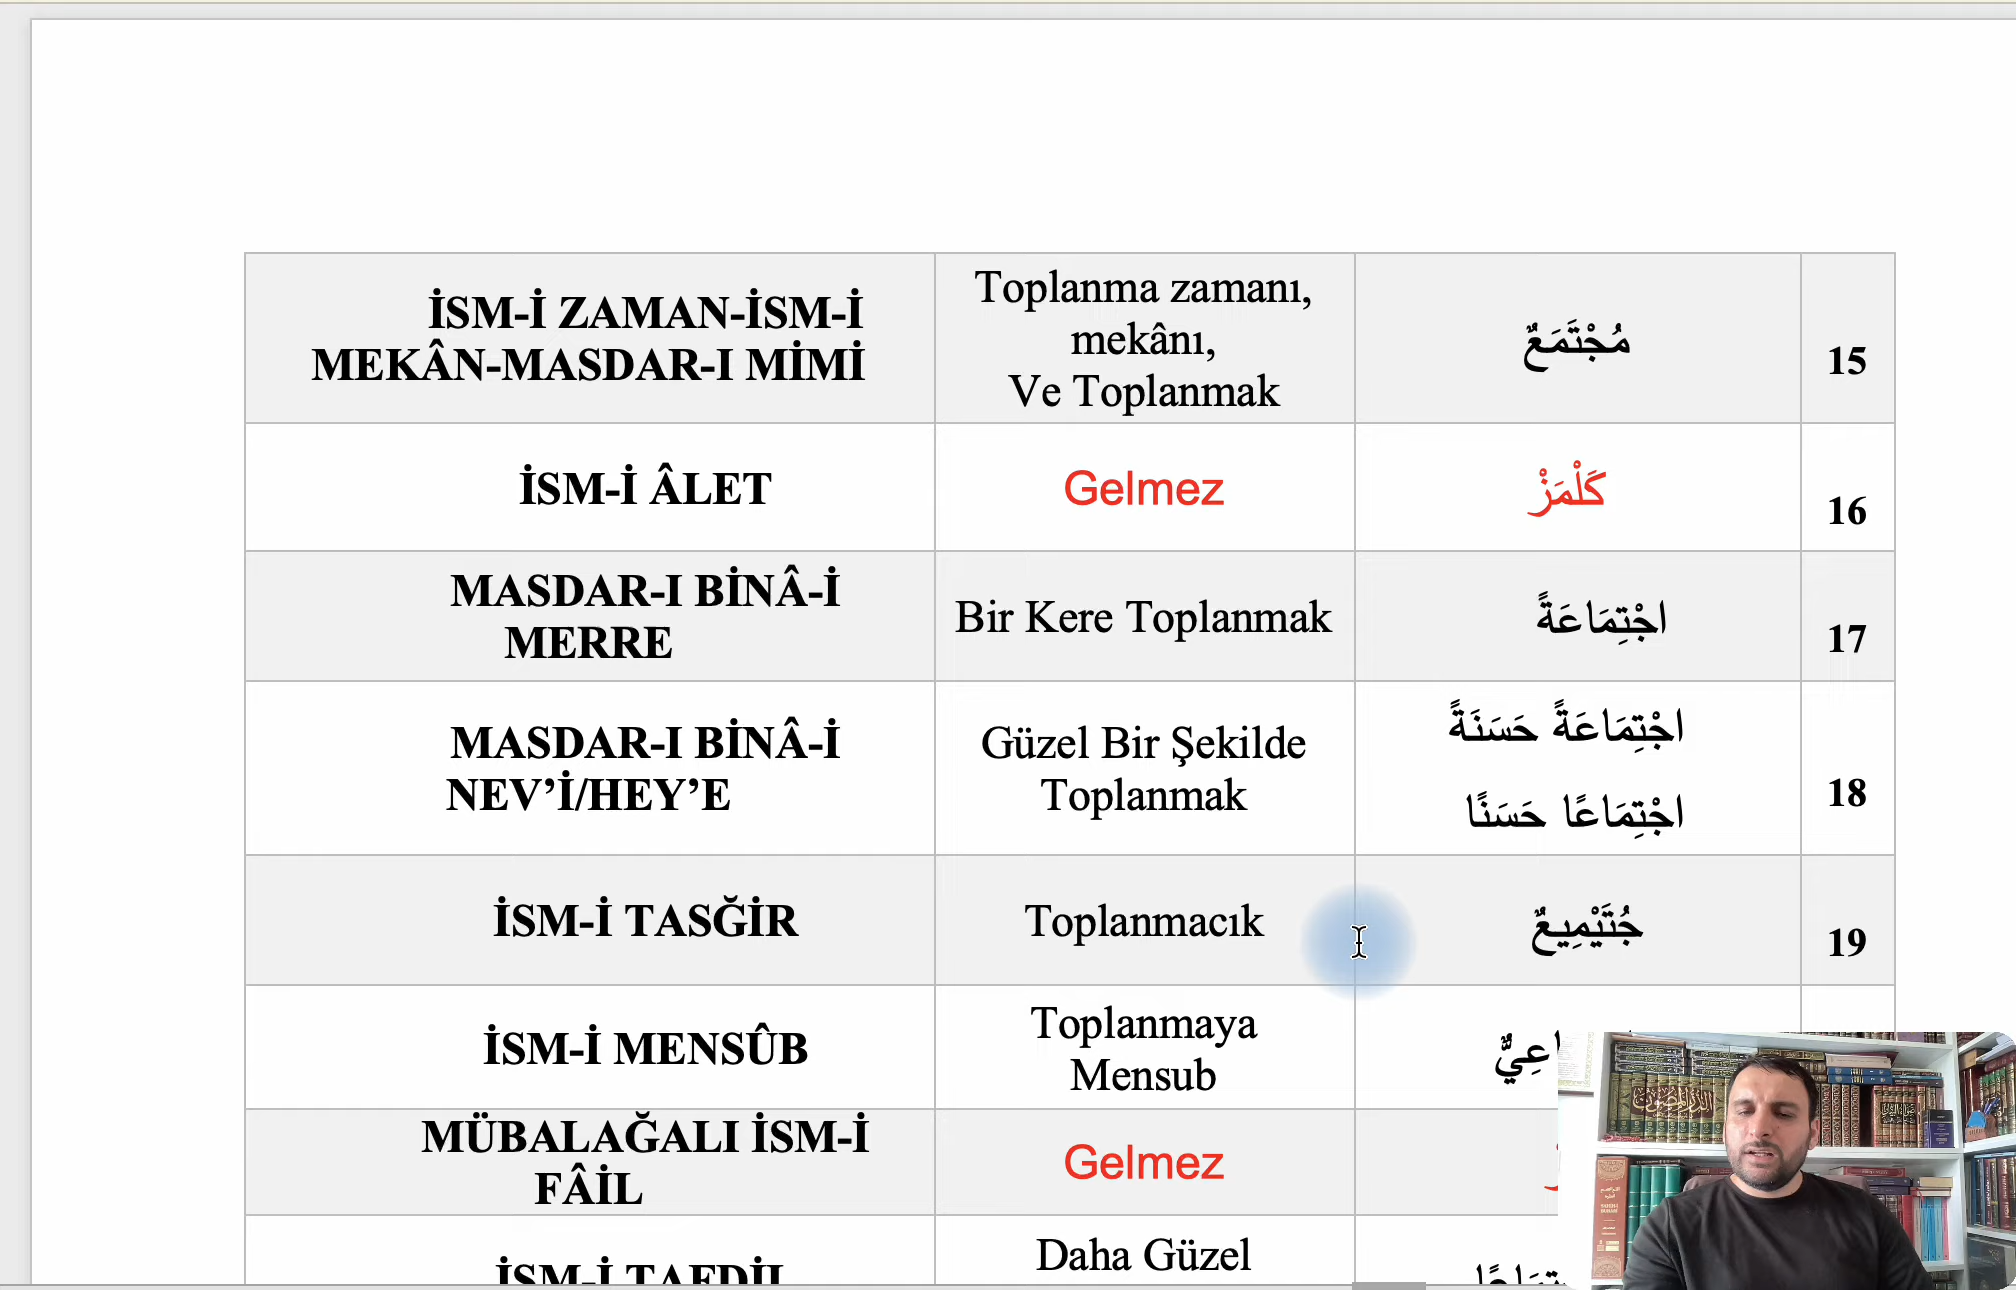 İSM-İ ZAMAN-İSM-İ
MEKÂN-MASDAR-I MİMİ
Toplanma zamanı,
mekânı,
Ve Toplanmak
مُجْتَمَعٌ
15
İSM-İ ÂLET
Gelmez
كَلْمَزْ
16
MASDAR-I BİNÂ-İ
MERRE
Bir Kere Toplanmak
اجْتِمَاعَةً
17
MASDAR-I BİNÂ-İ
NEV’İ/HEY’E
Güzel Bir Şekilde
Toplanmak
اجْتِمَاعَةً حَسَنَةً
اجْتِمَاعًا حَسَنًا
18
İSM-İ TASĞİR
Toplanmacık
جُتَيْمِيعٌ
19
İSM-İ MENSÛB
Toplanmaya
Mensub
MÜBALAĞALI İSM-İ
FÂİL
Gelmez
İSM-İ TAFDİL
Daha Güzel